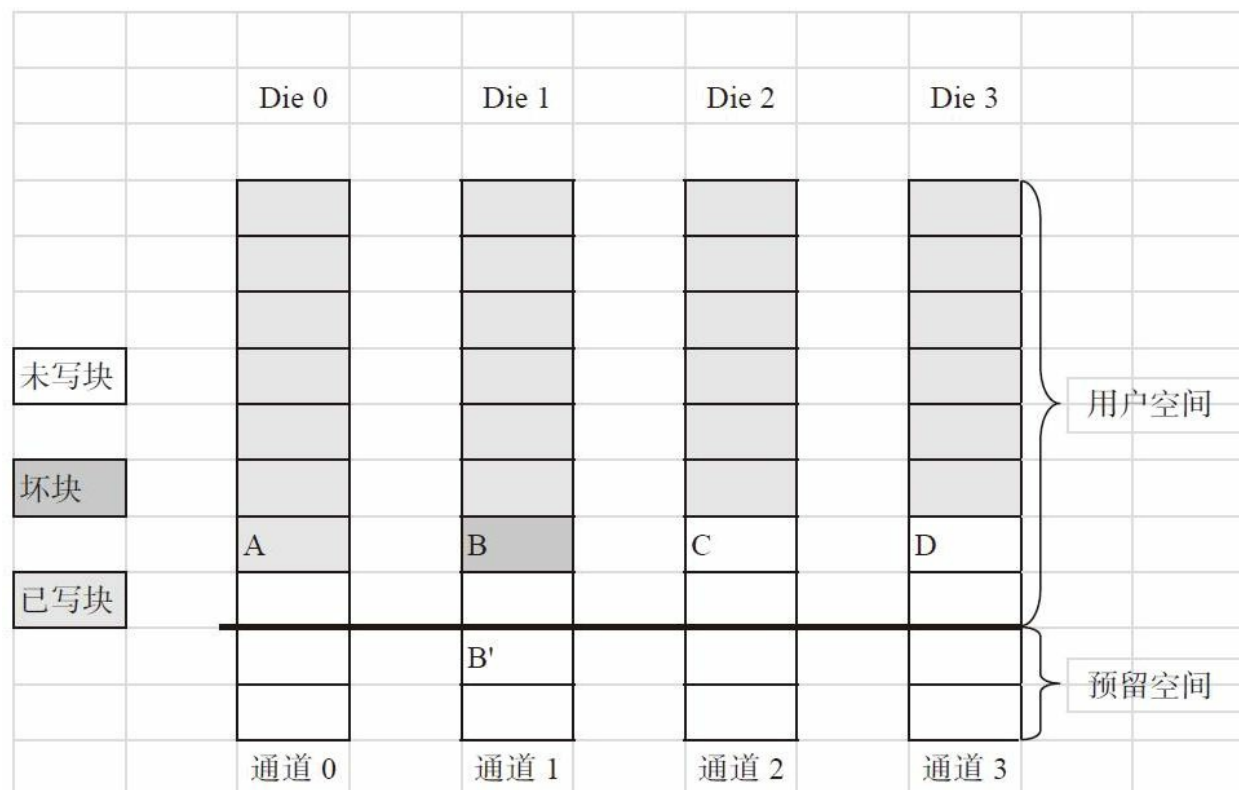 Die 0 Die 1 Die 2 Die 3
未写块
用户空间
坏块
A B C D
已写块
B'
预留空间
通道 0 通道 1 通道 2 通道 3